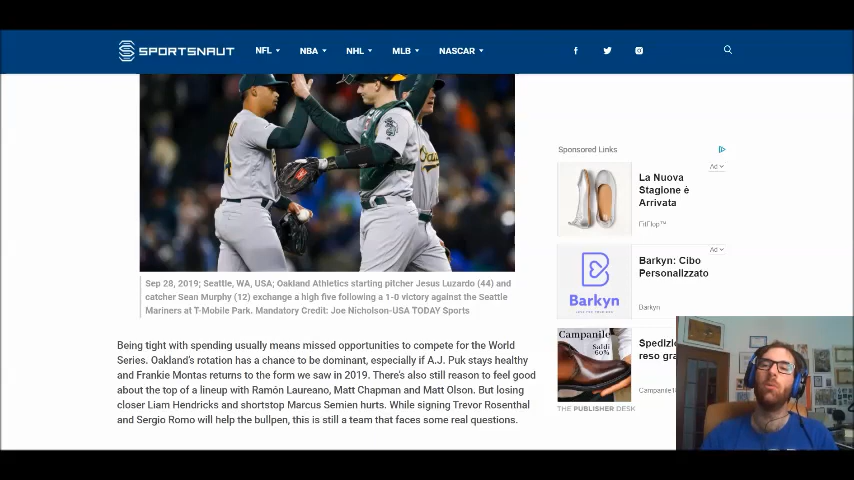 SPORTSNAUT
NFL NBA NHL MLB NASCAR
Sponsored Links
Ad
La Nuova
Stagione è
Arrivata
FitFlop™
Sep 28, 2019; Seattle, WA, USA; Oakland Athletics starting pitcher Jesus Luzardo (44) and
catcher Sean Murphy (12) exchange a high five following a 1-0 victory against the Seattle
Mariners at T-Mobile Park. Mandatory Credit: Joe Nicholson-USA TODAY Sports
Ad
Barkyn: Cibo
Personalizzato
Barkyn
Barkyn
Being tight with spending usually means missed opportunities to compete for the World
Series. Oakland's rotation has a chance to be dominant, especially if A.J. Puk stays healthy
and Frankie Montas returns to the form we saw in 2019. There's also still reason to feel good
about the top of a lineup with Ramón Laureano, Matt Chapman and Matt Olson. But losing
closer Liam Hendricks and shortstop Marcus Semien hurts. While signing Trevor Rosenthal
and Sergio Romo will help the bullpen, this is still a team that faces some real questions.
Campanile
Saldi
60%
Spedizio
reso gra
Campanile1
THE PUBLISHER DESK